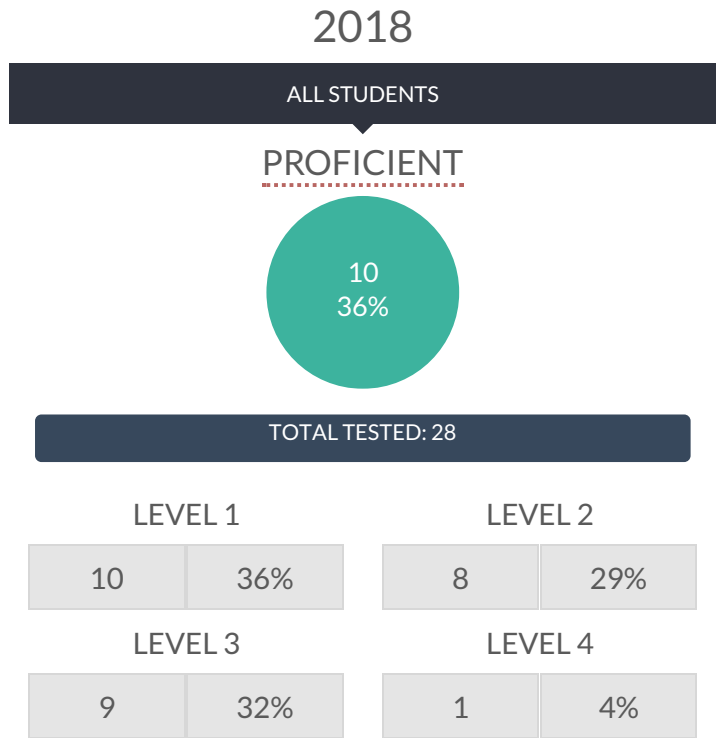 2018
ALL STUDENTS
PROFICIENT
10
36%
TOTAL TESTED: 28
LEVEL 1 LEVEL 2
10 36% 8 29%
LEVEL 3 LEVEL 4
9 32% 1 4%